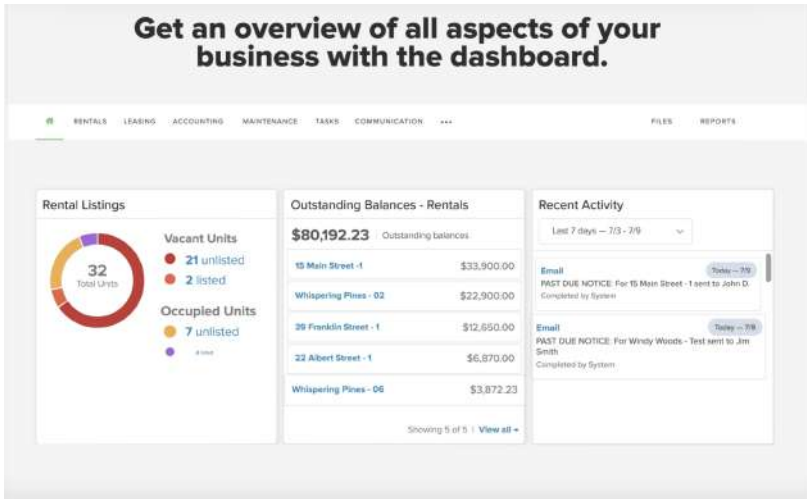 Get an overview of all aspects of your
business with the dashboard.
RENTALS LEASING ACCOUNTING MAINTENANCE TASKS COMMUNICATION ••• FILES REPORTS
Rental Listings
32
Total Units
Vacant Units
21 unlisted
2 listed
Occupied Units
7 unlisted
listed
Outstanding Balances - Rentals
$80,192.23 | Outstanding balances
15 Main Street -1 $33,900.00
Whispering Pines - 02 $22,900.00
29 Franklin Street - 1 $12,650.00
22 Albert Street - 1 $6,870.00
Whispering Pines - 06 $3,872.23
Showing 5 of 5 | View all
Recent Activity
Last 7 days — 7/3 - 7/9
Email Today — 7/9
PAST DUE NOTICE: For 15 Main Street - 1 sent to John D.
Completed by System
Email Today — 7/9
PAST DUE NOTICE: For Windy Woods - Test sent to Jim
Smith
Completed by System